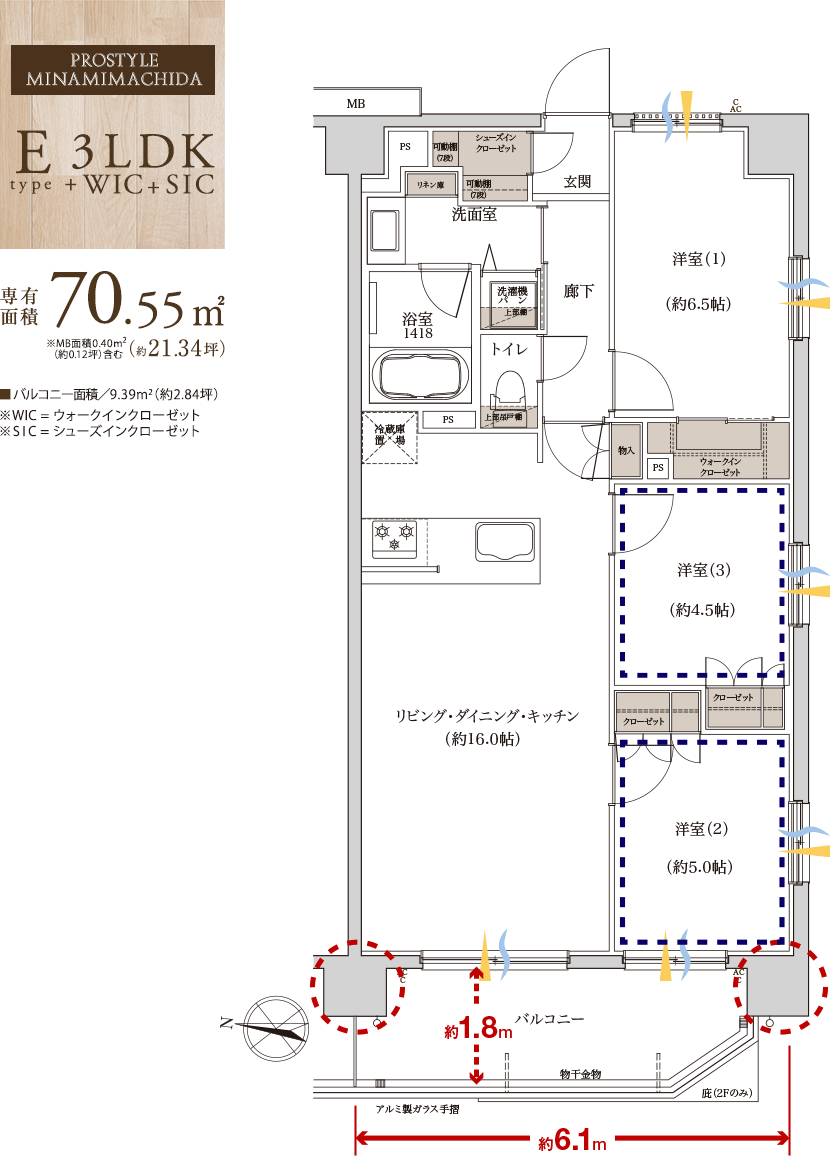 PROSTYLE
MINAMIMACHIDA
E type
3LDK
+WIC+SIC
専有面積 70.55㎡
※MB面積0.40m²
(約0.12坪)含む
(約21.34坪)
■バルコニー面積／9.39m²(約2.84坪)
※WIC＝ウォークインクローゼット
※SIC＝シューズインクローゼット
MB
C
AC
PS
可動棚
(7段)
シューズイン
クローゼット
可動棚
(7段)
リネン庫
玄関
洗面室
洋室(1)
(約6.5帖)
廊下
洗濯機
パン
上部棚
浴室
1418
トイレ
上部吊戸棚
PS
冷蔵庫
置場
物入
PS
ウォークイン
クローゼット
洋室(3)
(約4.5帖)
クローゼット
クローゼット
リビング・ダイニング・キッチン
(約16.0帖)
洋室(2)
(約5.0帖)
AC
C
AC
C
N
バルコニー
約1.8m
物干金物
庇(2Fのみ)
アルミ製ガラス手摺
約6.1m